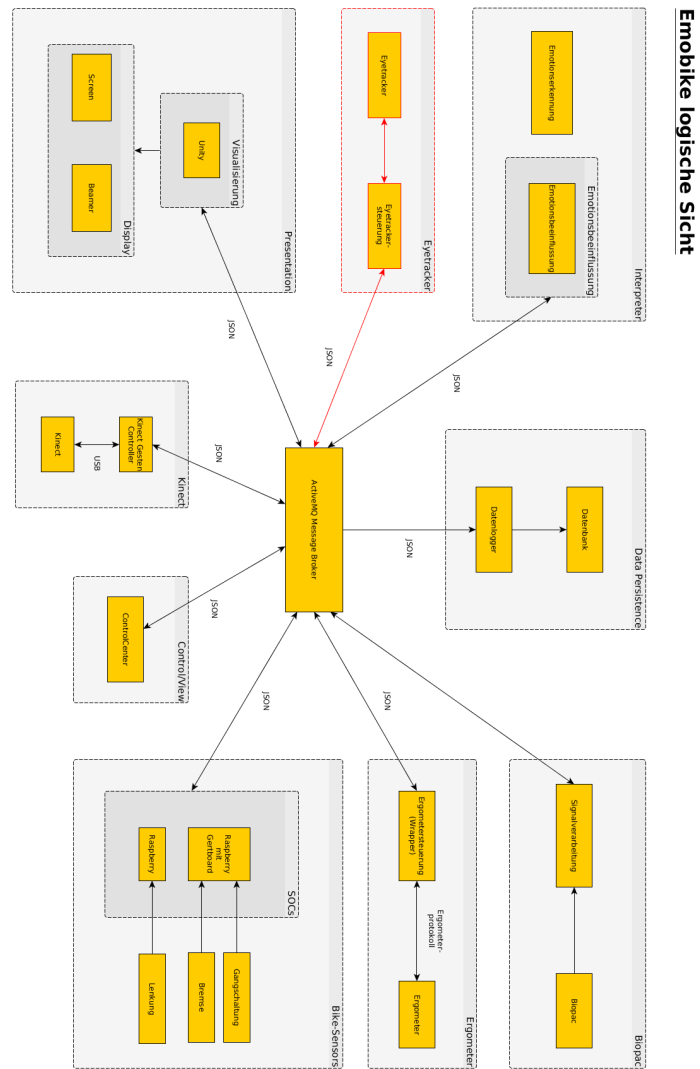 Emobike logische Sicht
Interpreter
Emotionserkennung
Emotionsbeeinflussung
Emotionsbeeinflussung
JSON
Data Persistence
Datenbank
Datenlogger
JSON
Biopac
Signalverarbeitung
Biopac
Eyetracker
Eyetracker
Eyetracker-
steuerung
JSON
ActiveMQ Message Broker
Ergometer
Ergometersteuerung
(Wrapper)
Ergometer-
protokoll
Ergometer
JSON
Presentation
Visualisierung
Unity
Display
Screen
Beamer
JSON
Kinect
Kinect Gesten
Controller
USB
Kinect
JSON
Control/View
ControlCenter
JSON
Bike-Sensors
SOCs
Raspberry
mit
Gertboard
Raspberry
Gangschaltung
Bremse
Lenkung
JSON